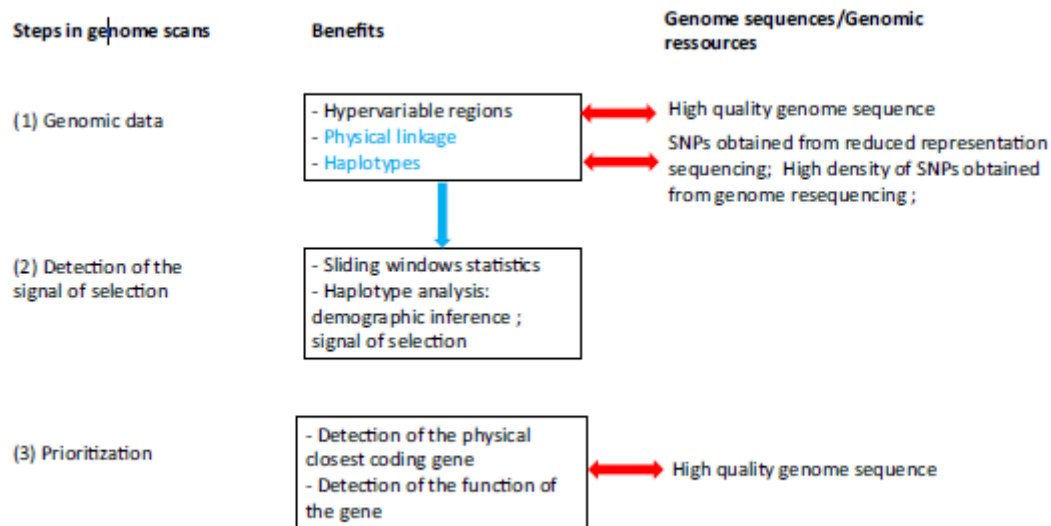 Steps in genome scans
Benefits
Genome sequences/Genomic
ressources
(1) Genomic data
- Hypervariable regions
- Physical linkage
- Haplotypes
High quality genome sequence
SNPs obtained from reduced representation
sequencing; High density of SNPs obtained
from genome resequencing ;
(2) Detection of the
signal of selection
- Sliding windows statistics
- Haplotype analysis:
demographic inference ;
signal of selection
(3) Prioritization
- Detection of the physical
closest coding gene
- Detection of the function of
the gene
High quality genome sequence